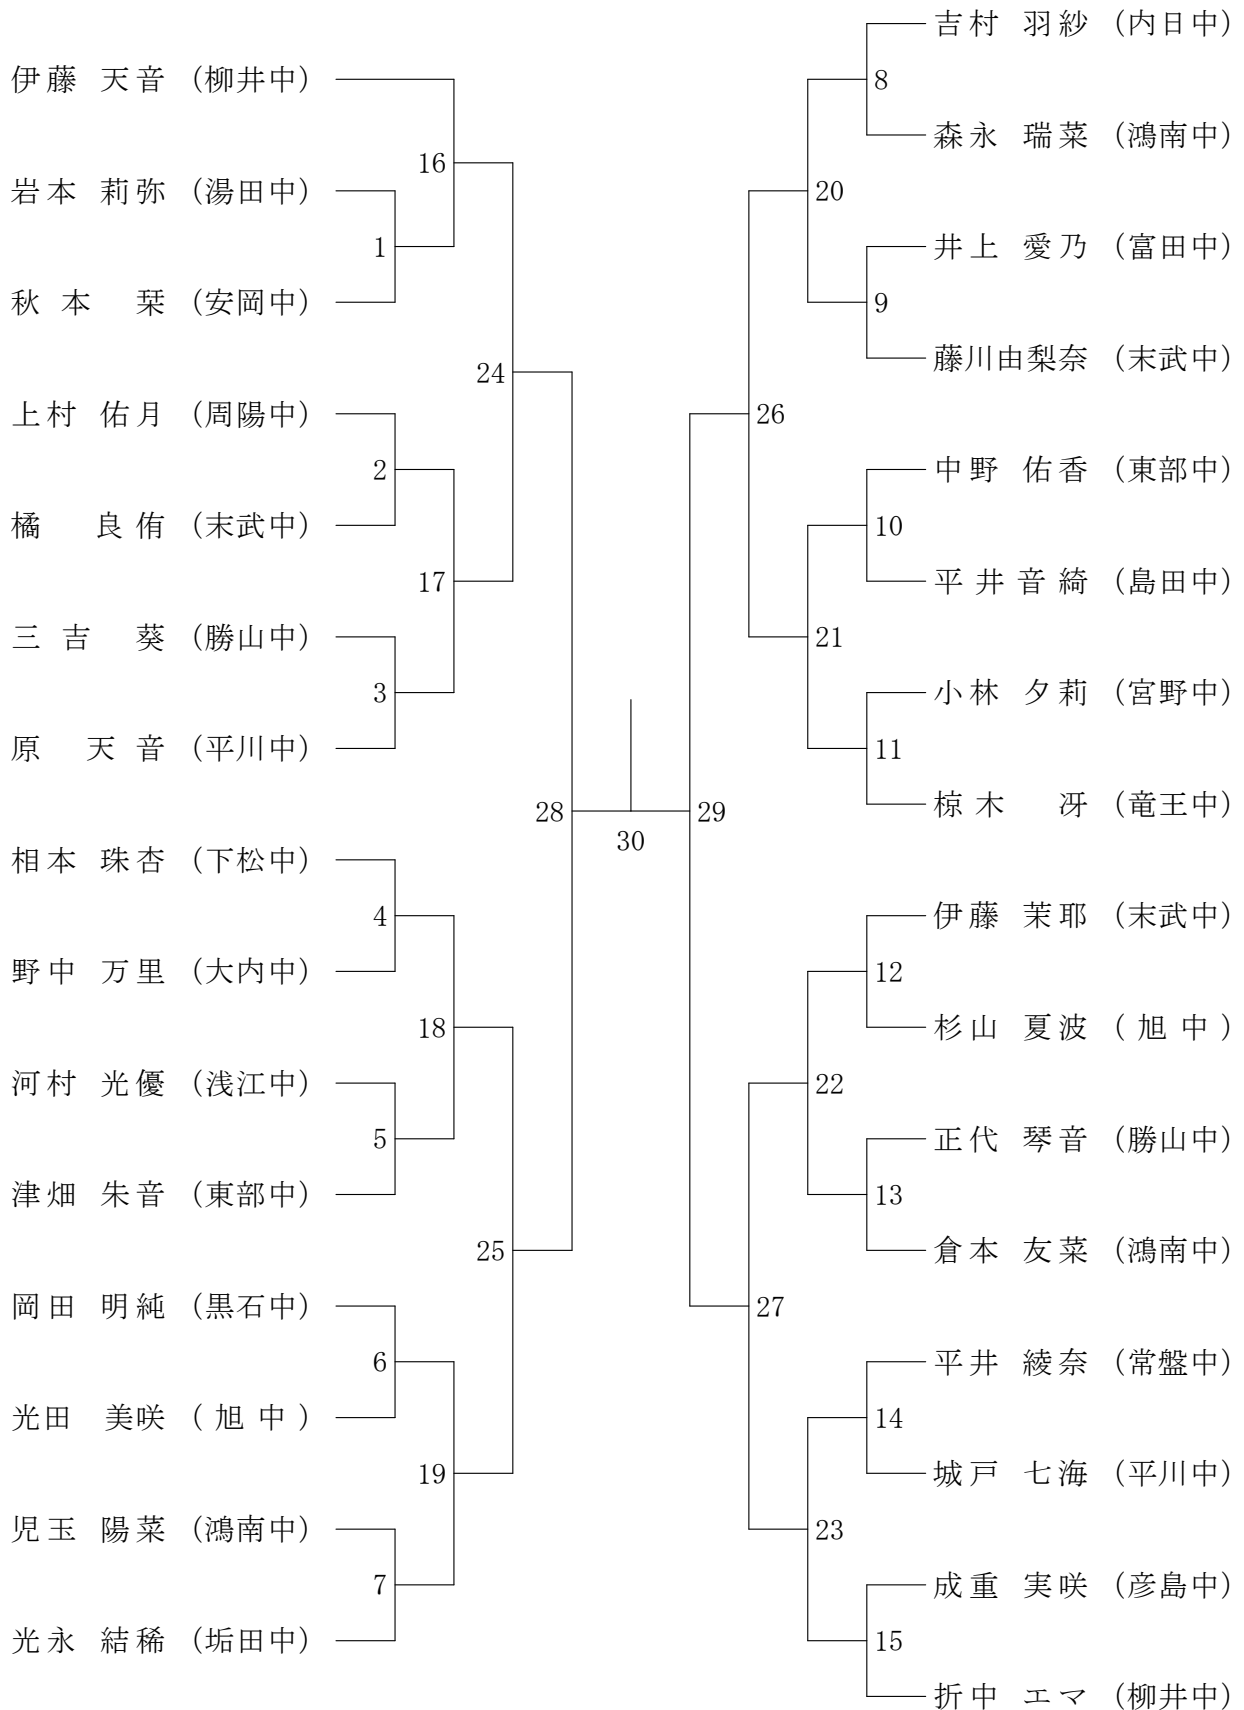 伊藤 天音 (柳井中)
岩本 莉弥 (湯田中)
秋本 栞 (安岡中)
上村 佑月 (周陽中)
橘 良侑 (末武中)
三吉 葵 (勝山中)
原 天音 (平川中)
相本 珠杏 (下松中)
野中 万里 (大内中)
河村 光優 (浅江中)
津畑 朱音 (東部中)
岡田 明純 (黒石中)
光田 美咲 (旭中)
児玉 陽菜 (鴻南中)
光永 結稀 (垢田中)
1
2
3
4
5
6
7
16
17
18
19
24
25
28
30
29
26
27
20
21
22
23
8
9
10
11
12
13
14
15
吉村 羽紗 (内日中)
森永 瑞菜 (鴻南中)
井上 愛乃 (富田中)
藤川由梨奈 (末武中)
中野 佑香 (東部中)
平井音綺 (島田中)
小林 夕莉 (宮野中)
椋木 冴 (竜王中)
伊藤 茉耶 (末武中)
杉山 夏波 (旭中)
正代 琴音 (勝山中)
倉本 友菜 (鴻南中)
平井 綾奈 (常盤中)
城戸 七海 (平川中)
成重 実咲 (彦島中)
折中 エマ (柳井中)